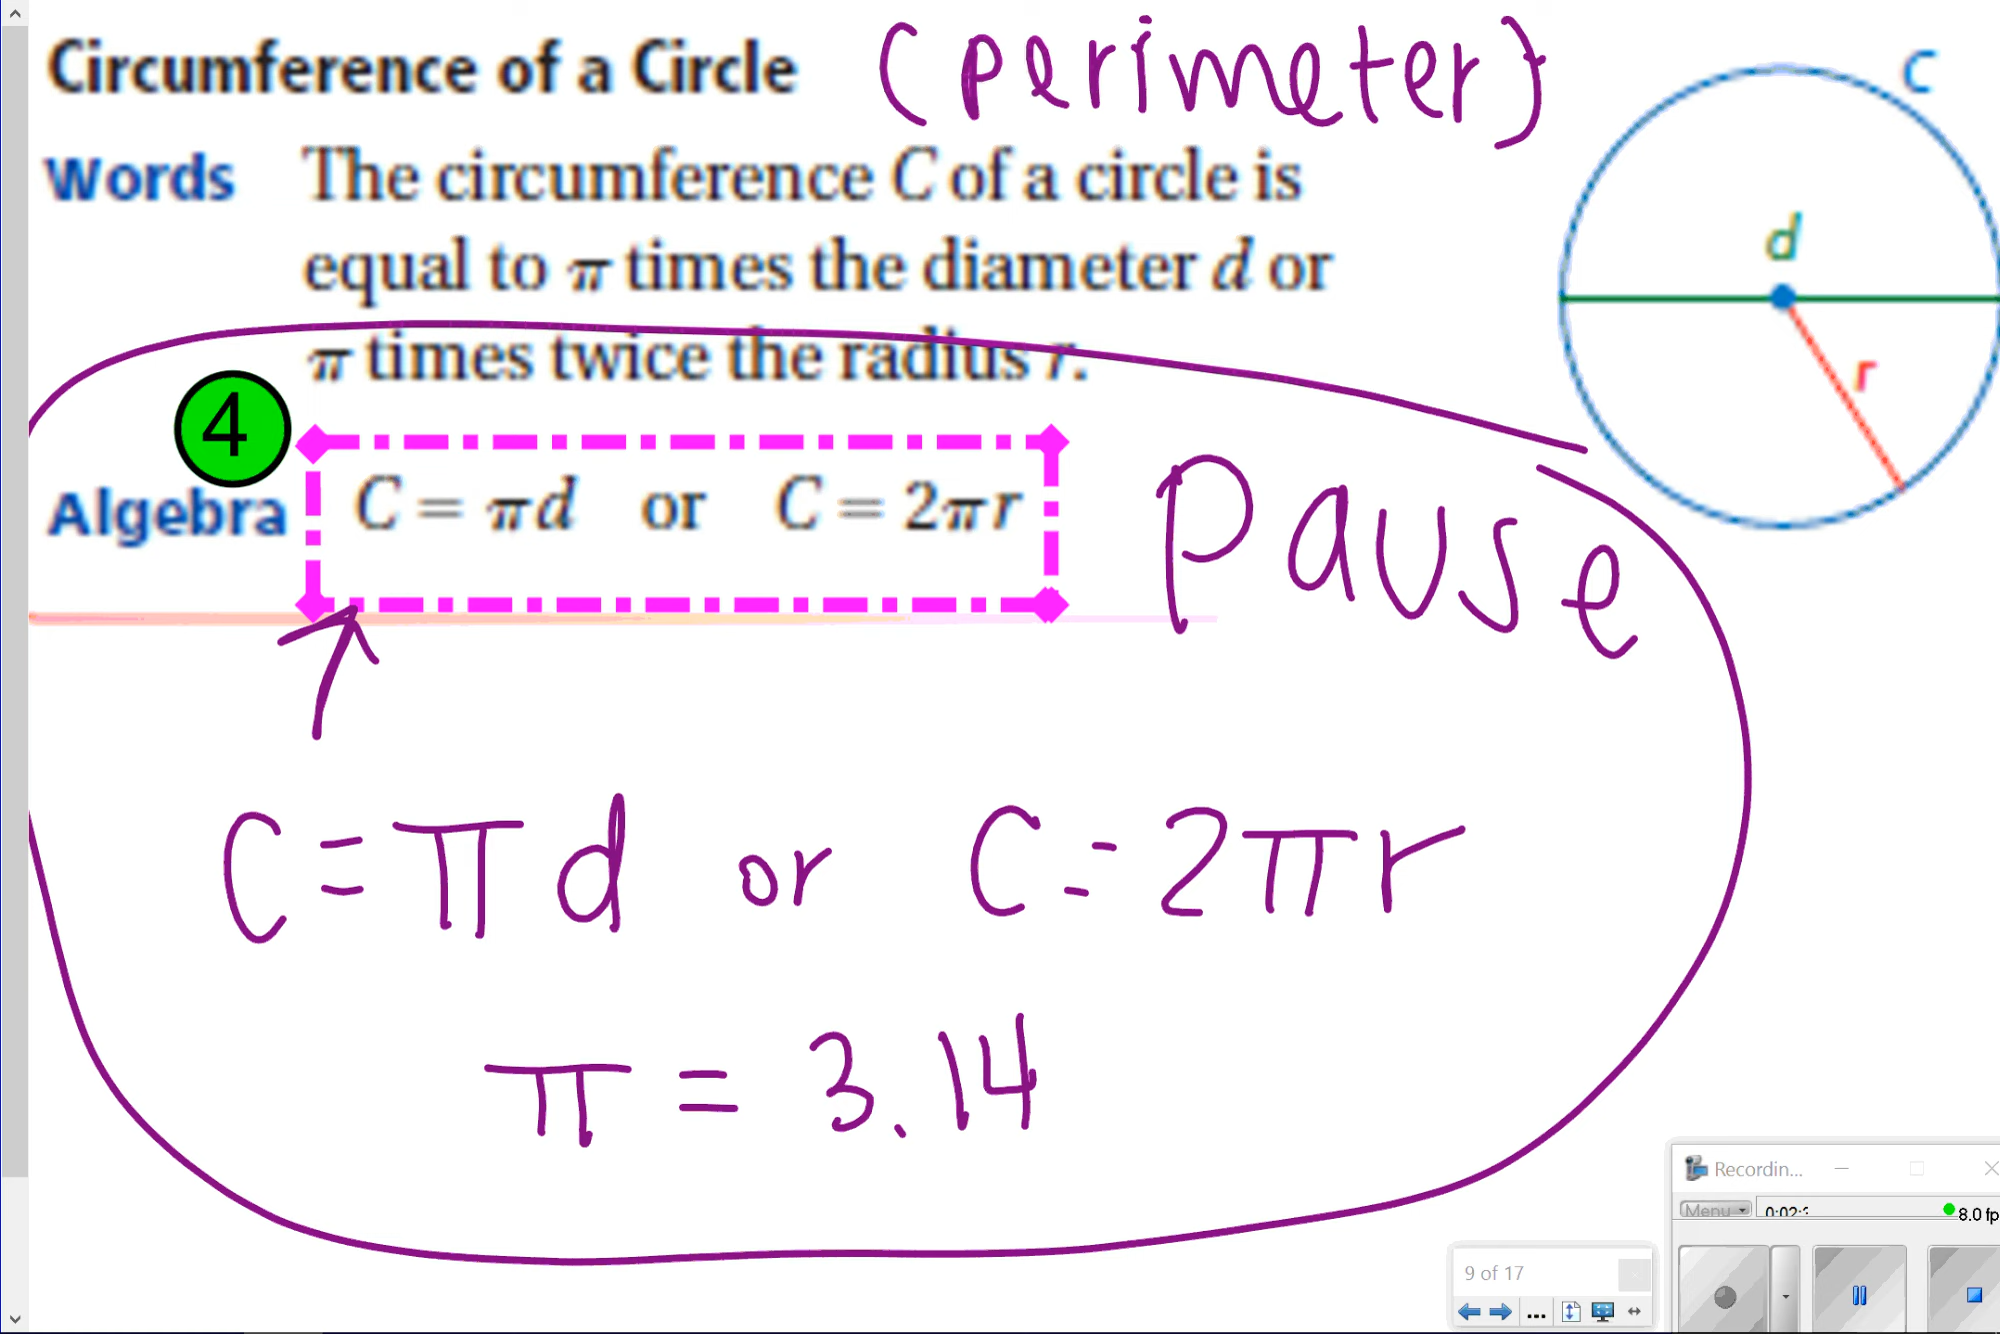 Circumference of a Circle (perimeter)
C
Words The circumference C of a circle is
equal to π times the diameter d or
π times twice the radius r.
d
r
4
Algebra C = πd or C = 2πr
Pause
C = π d or C = 2πr
π = 3.14
Recordin...
Menu
8.0 fp
9 of 17
...